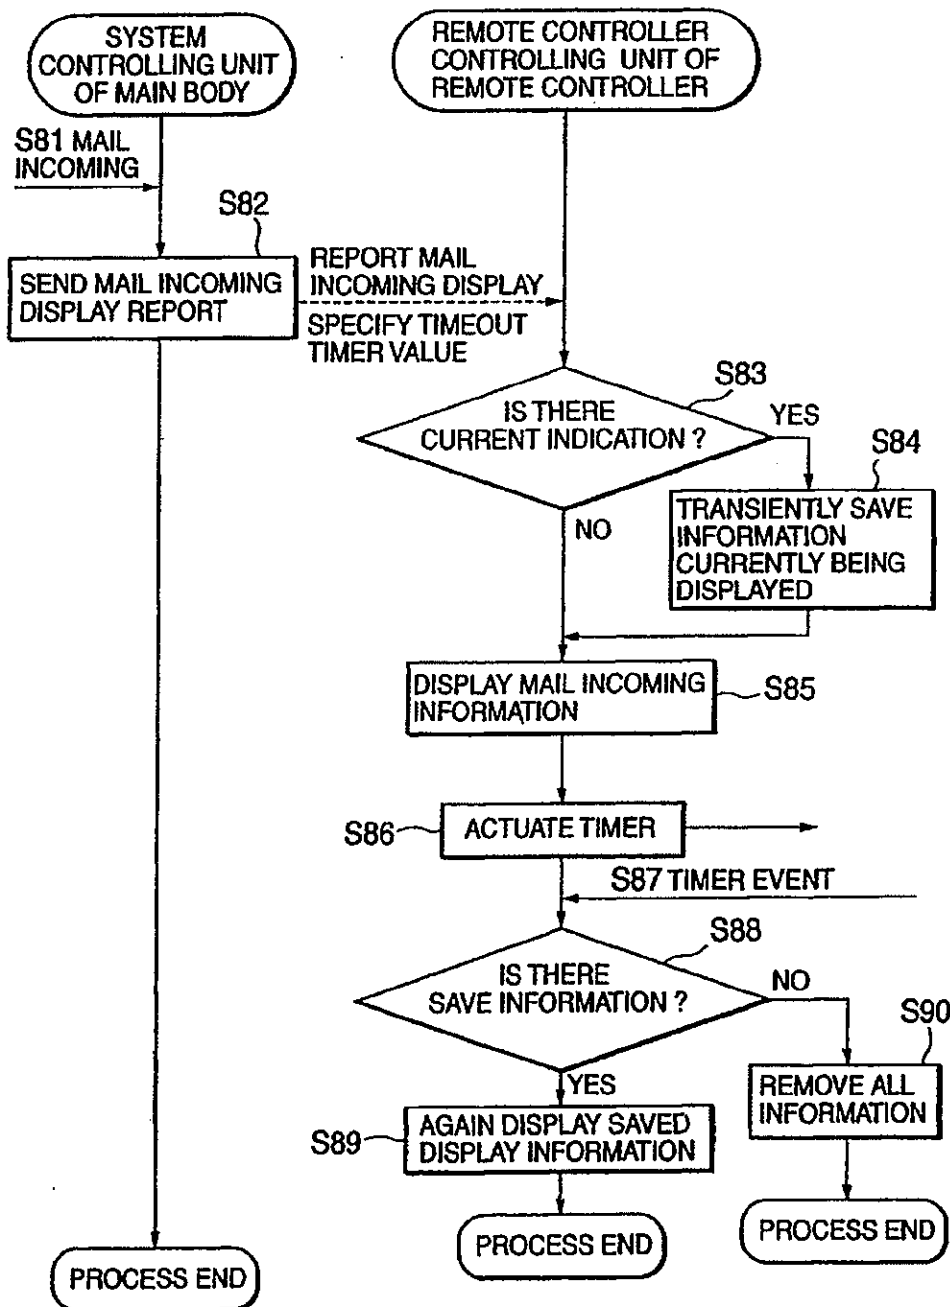 SYSTEM
CONTROLLING UNIT
OF MAIN BODY
REMOTE CONTROLLER
CONTROLLING UNIT OF
REMOTE CONTROLLER
S81 MAIL
INCOMING
S82
SEND MAIL INCOMING
DISPLAY REPORT
REPORT MAIL
INCOMING DISPLAY
SPECIFY TIMEOUT
TIMER VALUE
S83
IS THERE
CURRENT INDICATION ?
YES
NO
S84
TRANSIENTLY SAVE
INFORMATION
CURRENTLY BEING
DISPLAYED
DISPLAY MAIL INCOMING
INFORMATION
S85
S86
ACTUATE TIMER
S87 TIMER EVENT
S88
IS THERE
SAVE INFORMATION ?
NO
YES
S90
REMOVE ALL
INFORMATION
S89
AGAIN DISPLAY SAVED
DISPLAY INFORMATION
PROCESS END
PROCESS END
PROCESS END